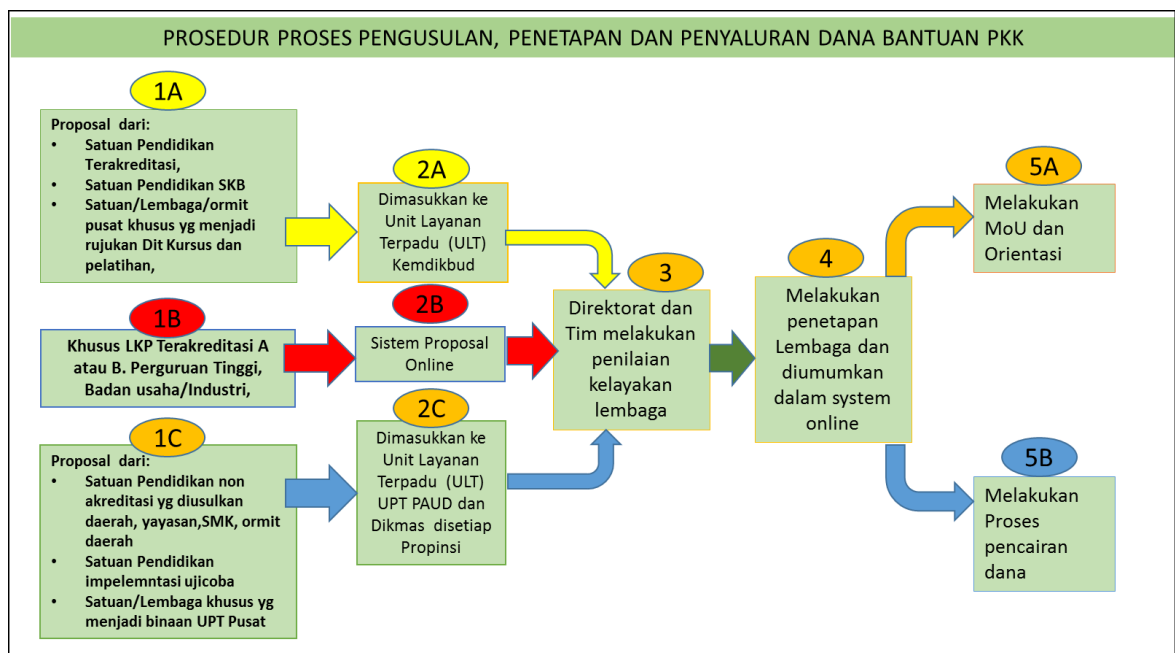 PROSEDUR PROSES PENGUSULAN, PENETAPAN DAN PENYALURAN DANA BANTUAN PKK
1A
Proposal dari:
• Satuan Pendidikan
Terakreditasi,
• Satuan Pendidikan SKB
• Satuan/Lembaga/ormit
pusat khusus yg menjadi
rujukan Dit Kursus dan
pelatihan,
2A
Dimasukkan ke
Unit Layanan
Terpadu (ULT)
Kemdikbud
1B
Khusus LKP Terakreditasi A
atau B. Perguruan Tinggi,
Badan usaha/Industri,
2B
Sistem Proposal
Online
1C
Proposal dari:
• Satuan Pendidikan non
akreditasi yg diusulkan
daerah, yayasan,SMK, ormit
daerah
• Satuan Pendidikan
impelemntasi ujicoba
• Satuan/Lembaga khusus yg
menjadi binaan UPT Pusat
2C
Dimasukkan ke
Unit Layanan
Terpadu (ULT)
UPT PAUD dan
Dikmas disetiap
Propinsi
3
Direktorat dan
Tim melakukan
penilaian
kelayakan
lembaga
4
Melakukan
penetapan
Lembaga dan
diumumkan
dalam system
online
5A
Melakukan
MoU dan
Orientasi
5B
Melakukan
Proses
pencairan
dana